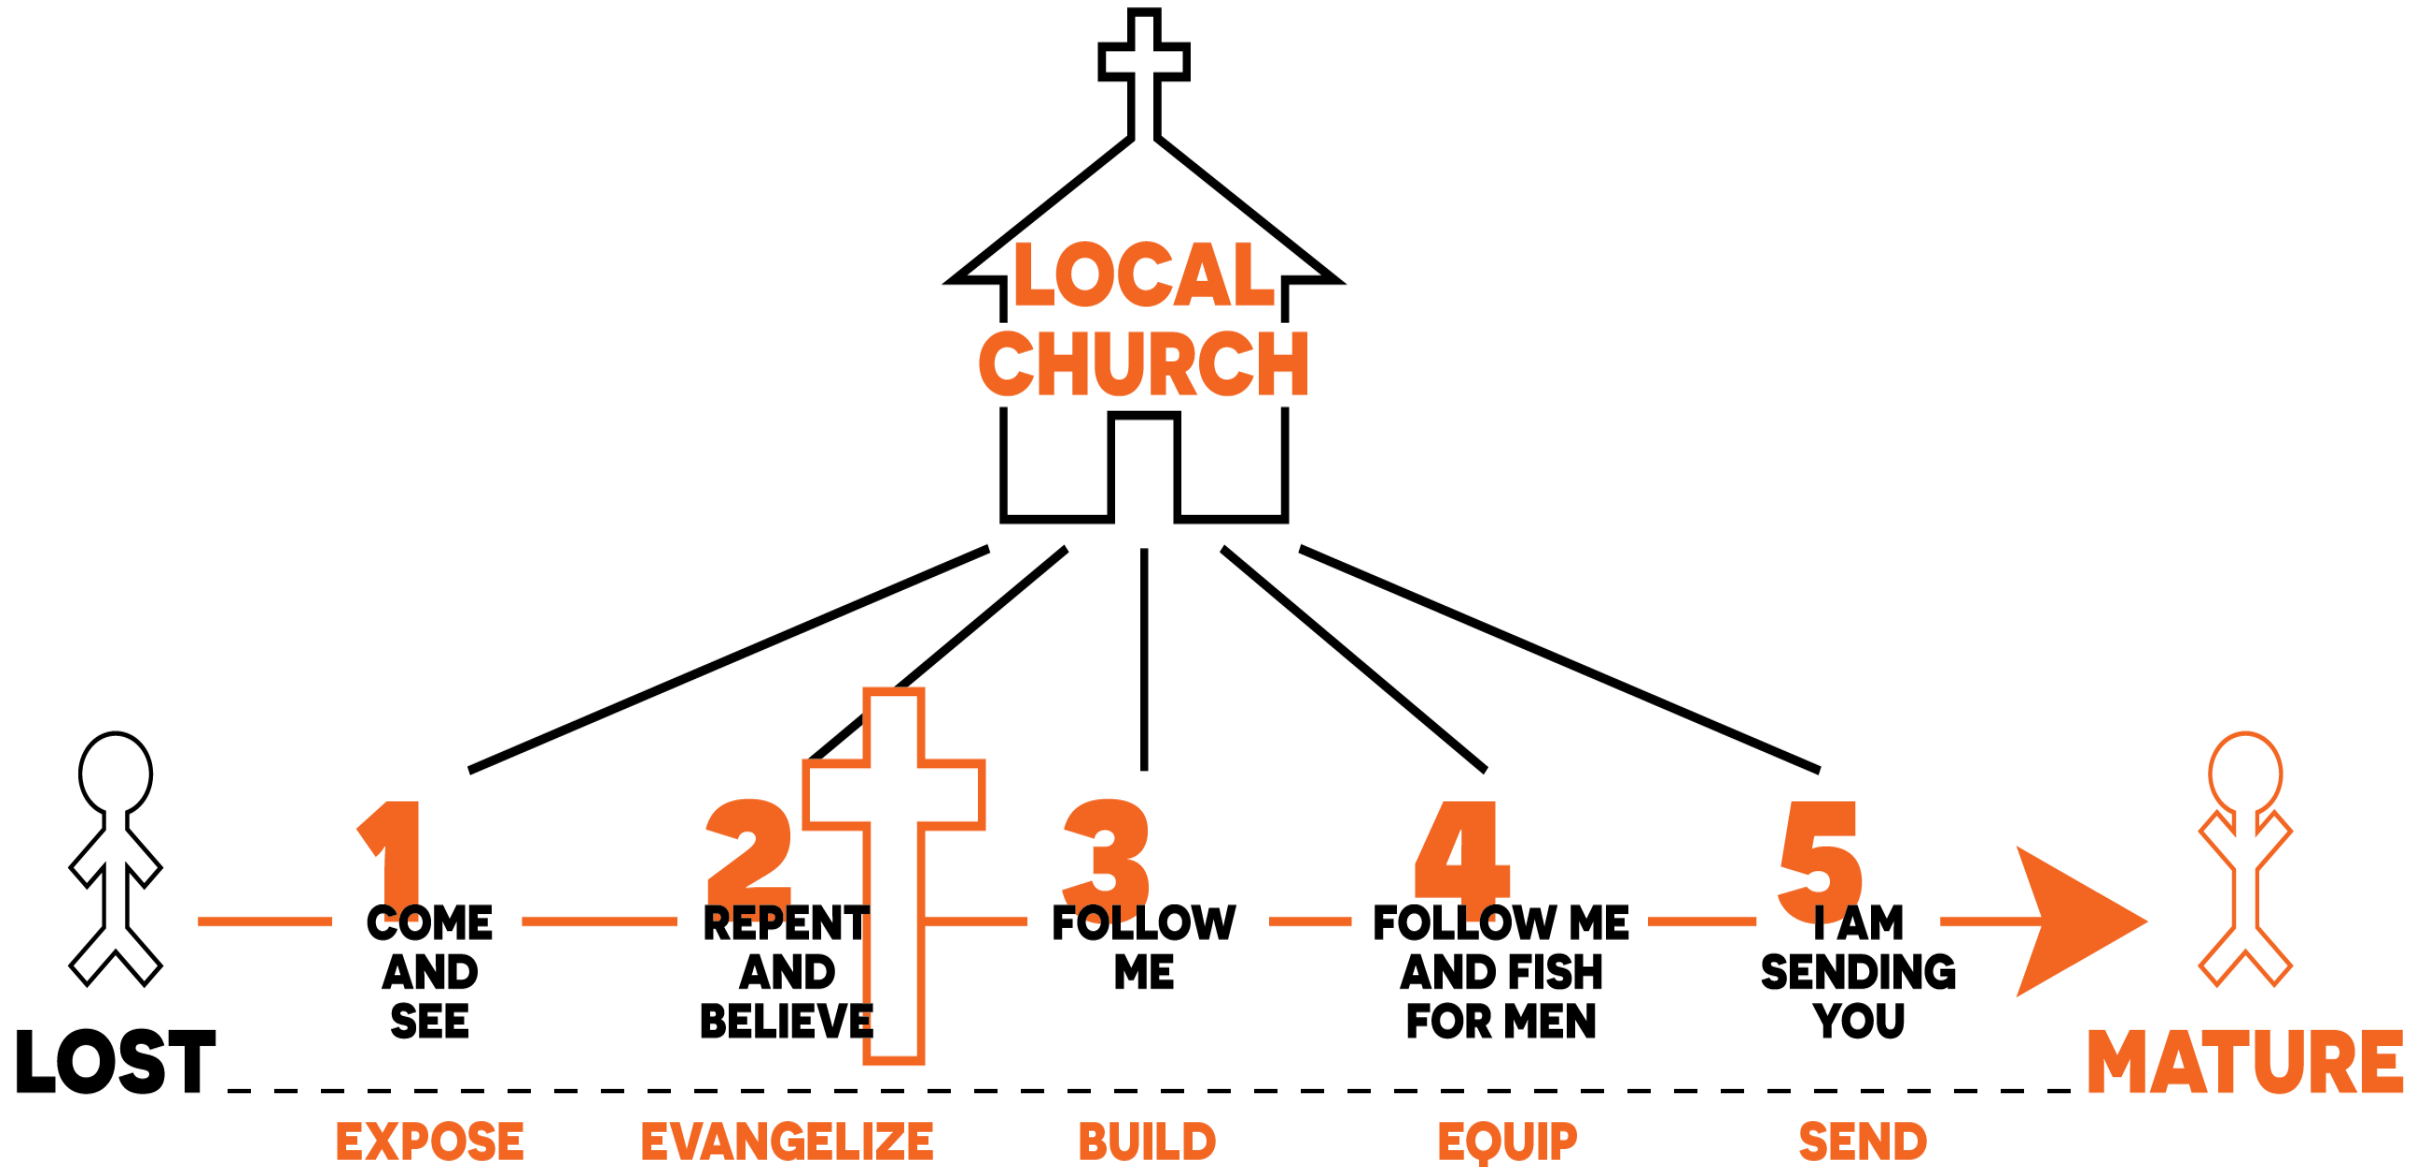 LOCAL
CHURCH
1
COME
AND
SEE
2
REPENT
AND
BELIEVE
3
FOLLOW
ME
4
FOLLOW ME
AND FISH
FOR MEN
5
I AM
SENDING
YOU
LOST
MATURE
EXPOSE
EVANGELIZE
BUILD
EQUIP
SEND